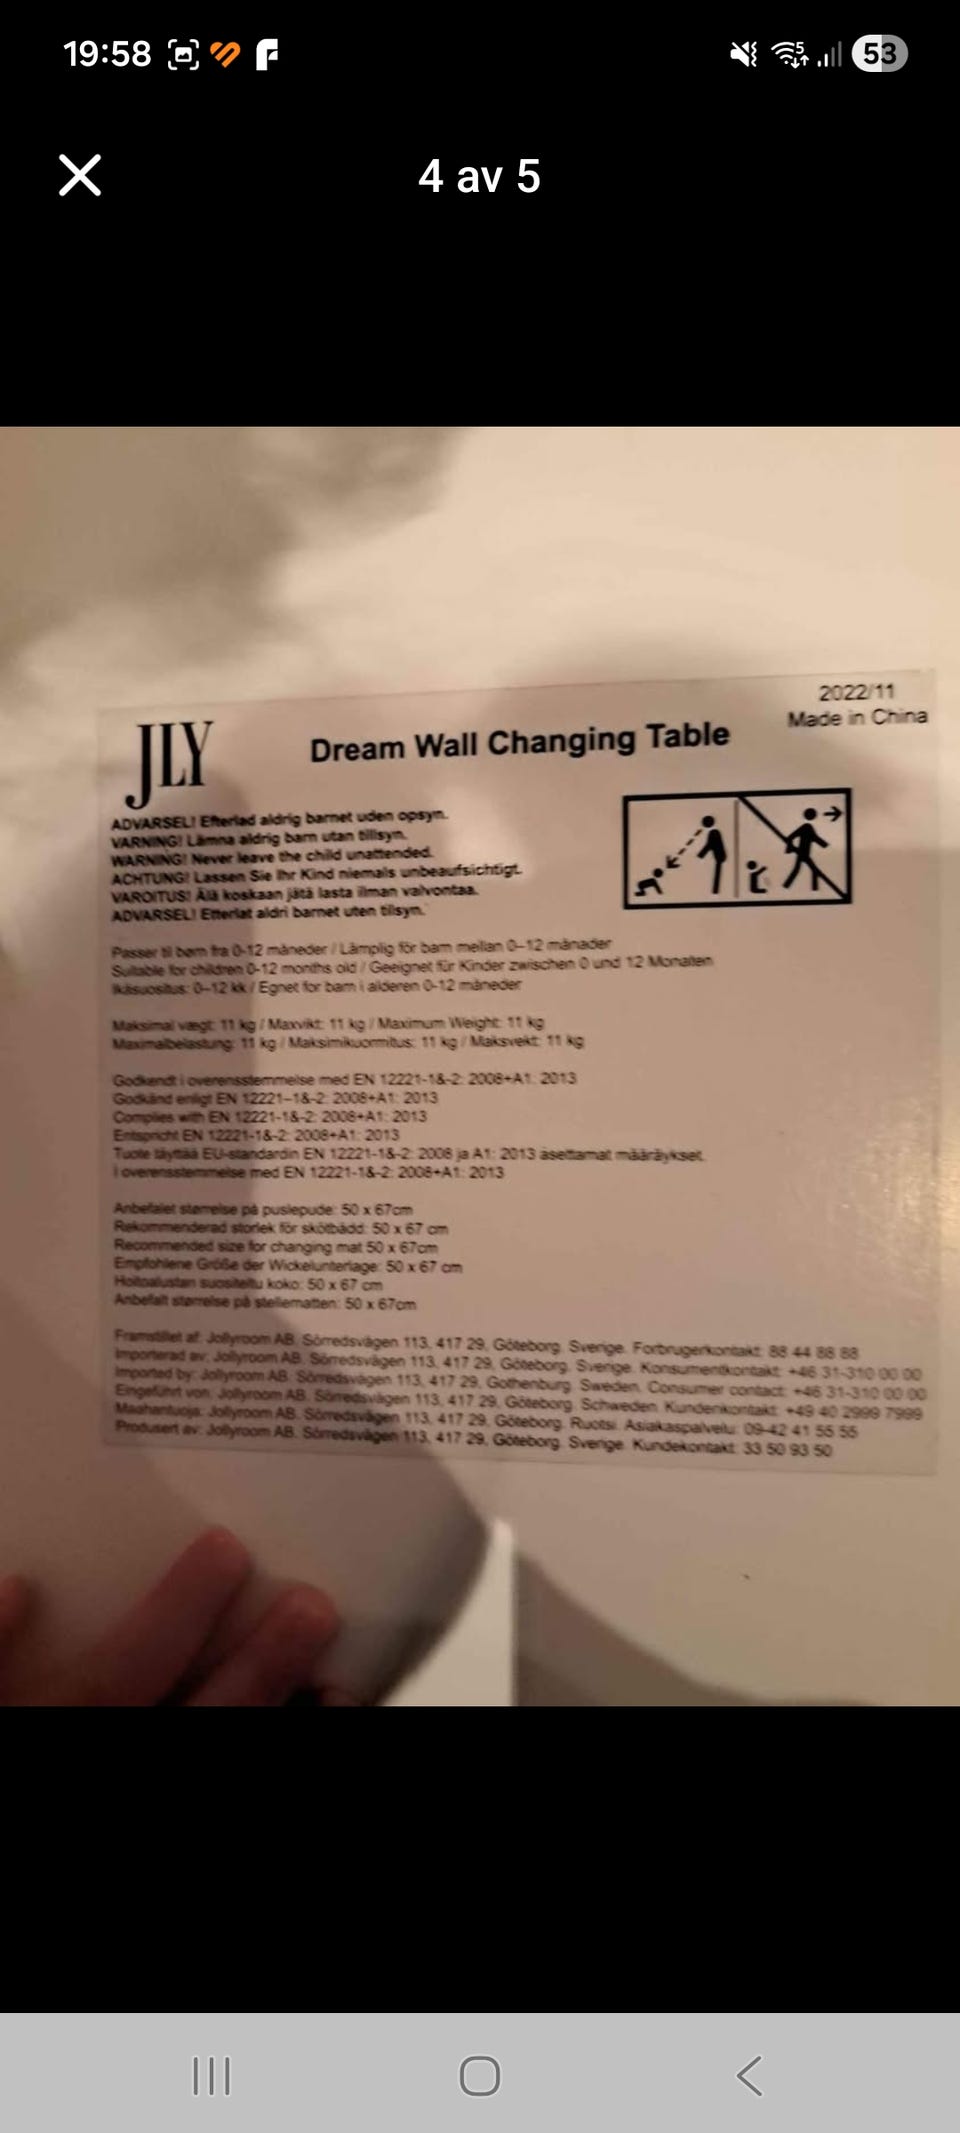 19:58
53
4 av 5
2022/11
Made in China
JLY
Dream Wall Changing Table
ADVARSEL! Efterlad aldrig barnet uden opsyn.
VARNING! Lämna aldrig barn utan tillsyn.
WARNING! Never leave the child unattended.
ACHTUNG! Lassen Sie Ihr Kind niemals unbeaufsichtigt.
VAROITUS! Älä koskaan jätä lasta ilman valvontaa.
ADVARSEL! Etterlat aldri barnet uten tilsyn.
Passer til børn fra 0-12 måneder / Lämplig för barn mellan 0–12 månader
Suitable for children 0-12 months old / Geeignet für Kinder zwischen 0 und 12 Monaten
Ikäsuositus: 0–12 kk / Egnet for barn i alderen 0-12 måneder
Maksimal vægt: 11 kg / Maxvikt: 11 kg / Maximum Weight: 11 kg
Maximalbelastung: 11 kg / Maksimikuormitus: 11 kg / Maksvekt: 11 kg
Godkendt i overensstemmelse med EN 12221-1&-2: 2008+A1: 2013
Godkänd enligt EN 12221–1&-2: 2008+A1: 2013
Complies with EN 12221-1&-2: 2008+A1: 2013
Entspricht EN 12221-1&-2: 2008+A1: 2013
Tuote täyttää EU-standardin EN 12221-1&-2: 2008 ja A1: 2013 asettamat määräykset.
I overensstemmelse med EN 12221-1&-2: 2008+A1: 2013
Anbefalet størrelse på puslepude: 50 x 67cm
Rekommenderad storlek för skötbädd: 50 x 67 cm
Recommended size for changing mat 50 x 67cm
Empfohlene Größe der Wickelunterlage: 50 x 67 cm
Hoitoalustan suositeltu koko: 50 x 67 cm
Anbefalt størrelse på stellematten: 50 x 67cm
Framstillet af: Jollyroom AB. Sörredsvägen 113, 417 29, Göteborg. Sverige. Forbrugerkontakt: 88 44 88 88
Importerad av: Jollyroom AB. Sörredsvägen 113, 417 29, Göteborg. Sverige. Konsumentkontakt: +46 31-310 00 00
Imported by: Jollyroom AB. Sörredsvägen 113, 417 29, Gothenburg. Sweden. Consumer contact: +46 31-310 00 00
Eingeführt von: Jollyroom AB. Sörredsvägen 113, 417 29, Göteborg. Schweden. Kundenkontakt: +49 40 2999 7999
Maahantuoja: Jollyroom AB. Sörredsvägen 113, 417 29, Göteborg. Ruotsi. Asiakaspalvelu: 09-42 41 55 55
Produsert av: Jollyroom AB. Sörredsvägen 113, 417 29, Göteborg. Sverige. Kundekontakt: 33 50 93 50